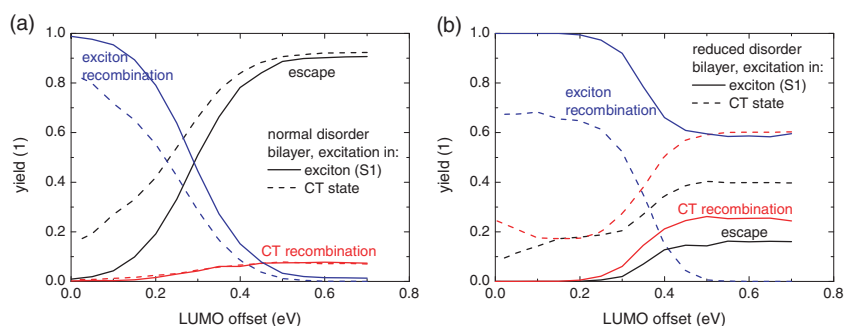 (a)
1.0
0.8
0.6
0.4
0.2
0.0
yield (1)
exciton
recombination
escape
normal disorder
bilayer, excitation in:
exciton (S1)
CT state
CT recombination
0.0 0.2 0.4 0.6 0.8
LUMO offset (eV)
(b)
1.0
0.8
0.6
0.4
0.2
0.0
yield (1)
reduced disorder
bilayer, excitation in:
exciton (S1)
CT state
exciton
recombination
CT recombination
escape
0.0 0.2 0.4 0.6 0.8
LUMO offset (eV)